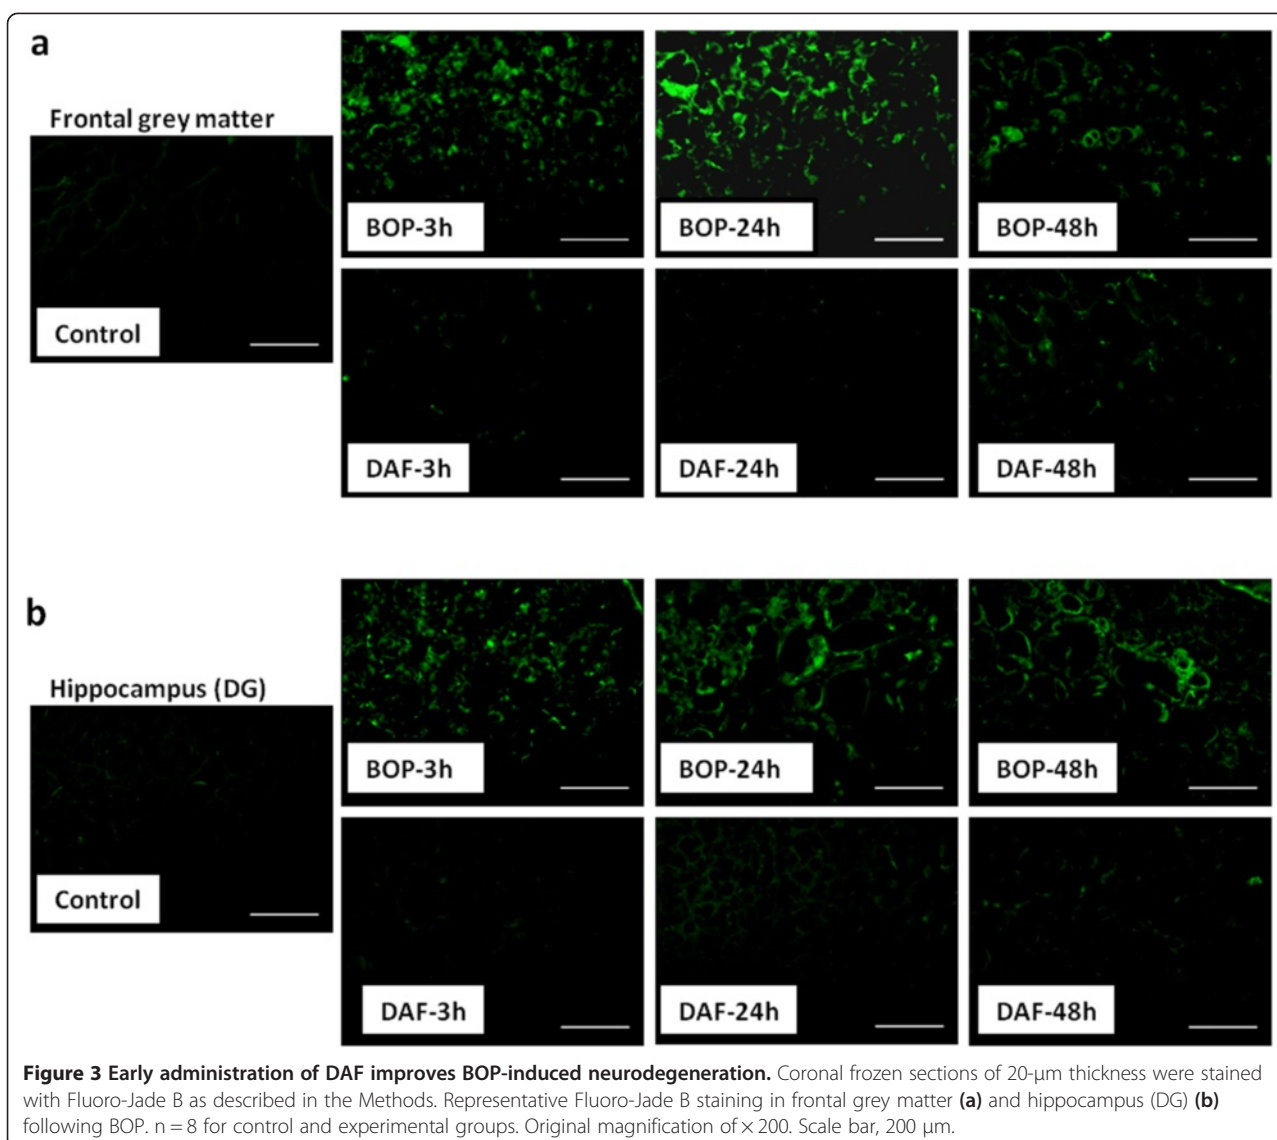 a
Frontal grey matter
Control
BOP-3h
BOP-24h
BOP-48h
DAF-3h
DAF-24h
DAF-48h
b
Hippocampus (DG)
Control
BOP-3h
BOP-24h
BOP-48h
DAF-3h
DAF-24h
DAF-48h
Figure 3 Early administration of DAF improves BOP-induced neurodegeneration. Coronal frozen sections of 20-μm thickness were stained
with Fluoro-Jade B as described in the Methods. Representative Fluoro-Jade B staining in frontal grey matter (a) and hippocampus (DG) (b)
following BOP. n = 8 for control and experimental groups. Original magnification of × 200. Scale bar, 200 μm.